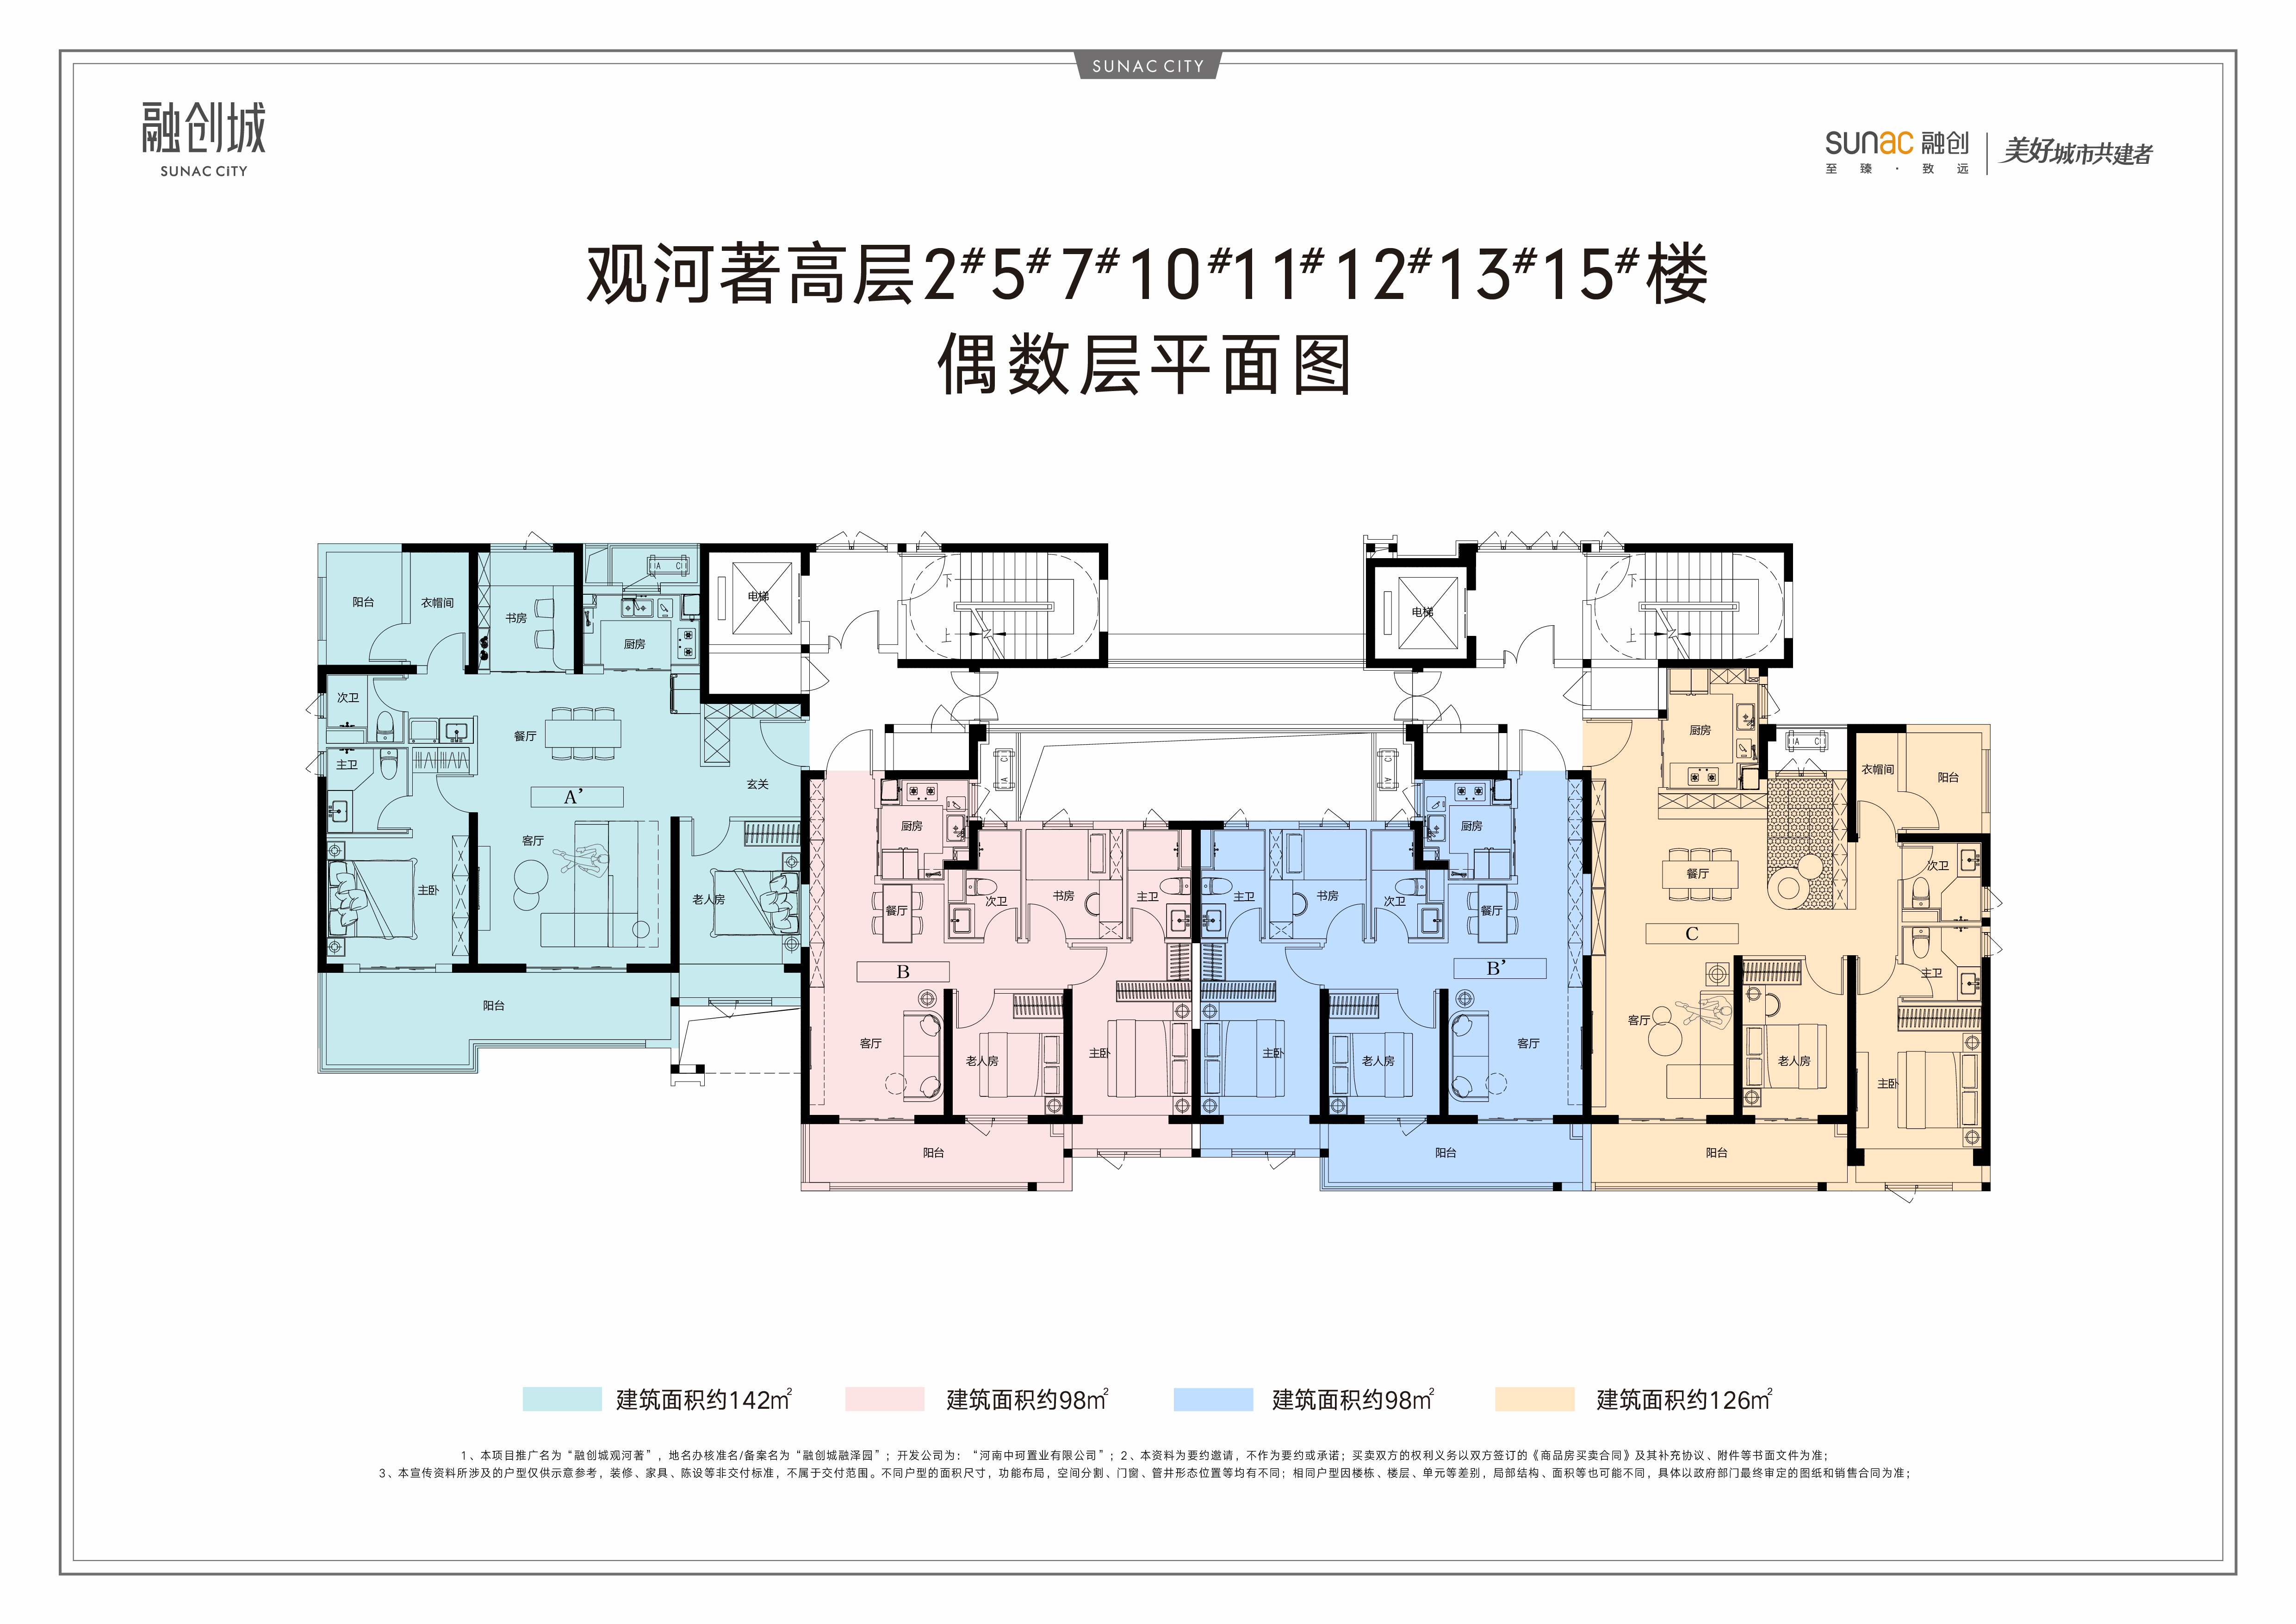 SUNAC CITY
融创城
SUNAC CITY
sunac 融创
至臻·致远
美好城市共建者
观河著高层2#5#7#10#11#12#13#15#楼
偶数层平面图
阳台
衣帽间
书房
A C
厨房
电梯
下
上
次卫
主卫
餐厅
玄关
A’
客厅
主卧
老人房
阳台
电梯
下
上
A C
A C
厨房
餐厅
次卫
书房
主卫
B
客厅
老人房
主卧
阳台
厨房
主卫
书房
次卫
餐厅
B’
主卧
老人房
客厅
阳台
厨房
A C
衣帽间
阳台
餐厅
次卫
C
主卫
客厅
老人房
主卧
阳台
建筑面积约142㎡
建筑面积约98㎡
建筑面积约98㎡
建筑面积约126㎡
1、本项目推广名为“融创城观河著”，地名办核准名/备案名为“融创城融泽园”；开发公司为：“河南中珂置业有限公司”；2、本资料为要约邀请，不作为要约或承诺；买卖双方的权利义务以双方签订的《商品房买卖合同》及其补充协议、附件等书面文件为准；
3、本宣传资料所涉及的户型仅供示意参考，装修、家具、陈设等非交付标准，不属于交付范围。不同户型的面积尺寸，功能布局，空间分割、门窗、管井形态位置等均有不同；相同户型因楼栋、楼层、单元等差别，局部结构、面积等也可能不同，具体以政府部门最终审定的图纸和销售合同为准；